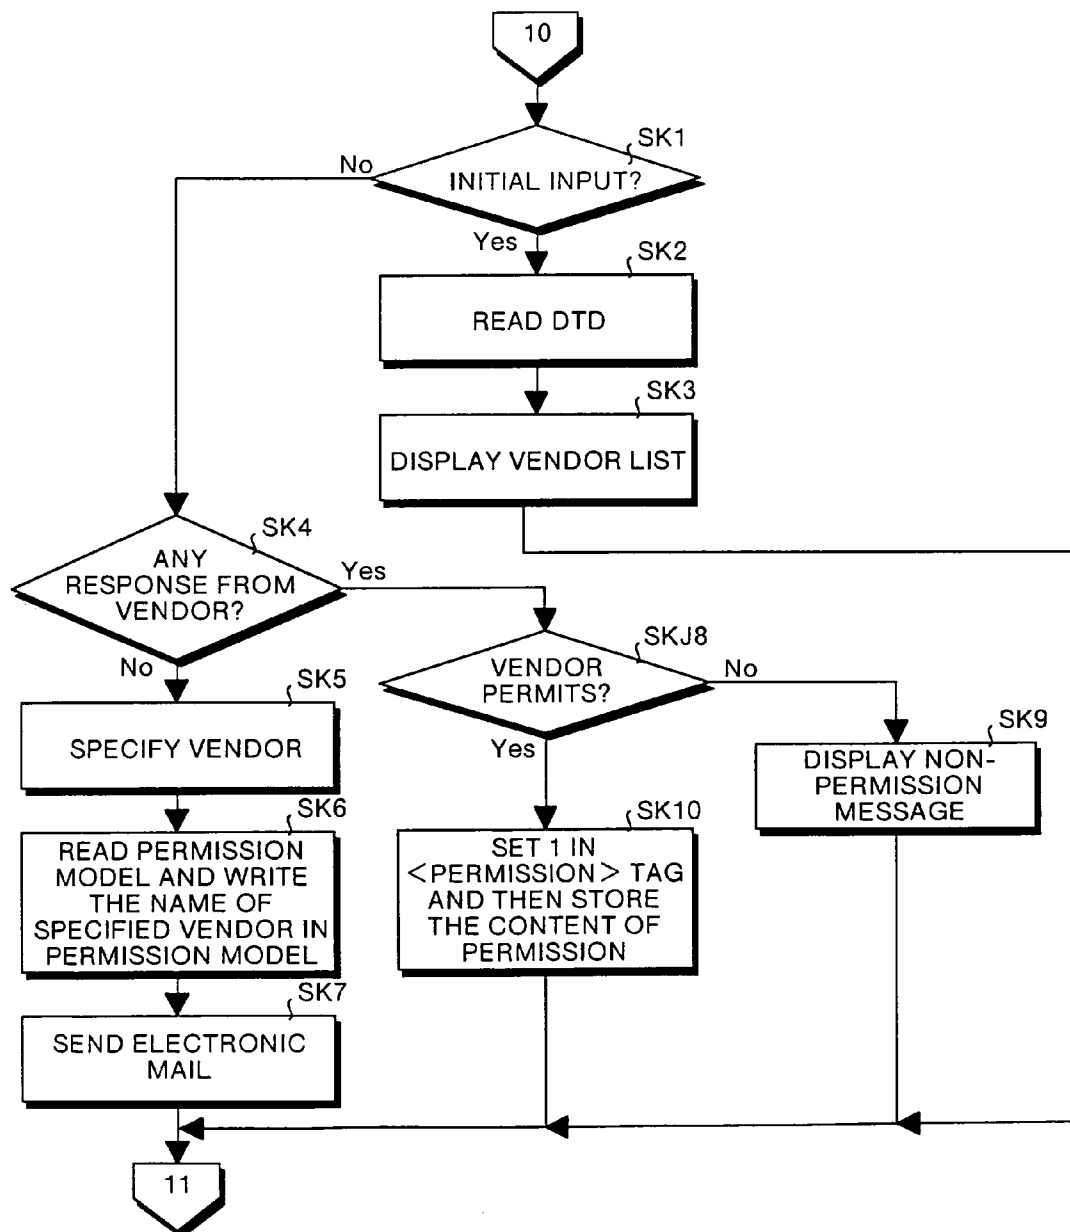 10
SK1
No
INITIAL INPUT?
Yes
SK2
READ DTD
SK3
DISPLAY VENDOR LIST
SK4
ANY
RESPONSE FROM
VENDOR?
Yes
No
SKJ8
VENDOR
PERMITS?
No
Yes
SK5
SPECIFY VENDOR
SK9
DISPLAY NON-
PERMISSION
MESSAGE
SK6
READ PERMISSION
MODEL AND WRITE
THE NAME OF
SPECIFIED VENDOR IN
PERMISSION MODEL
SK10
SET 1 IN
<PERMISSION> TAG
AND THEN STORE
THE CONTENT OF
PERMISSION
SK7
SEND ELECTRONIC
MAIL
11